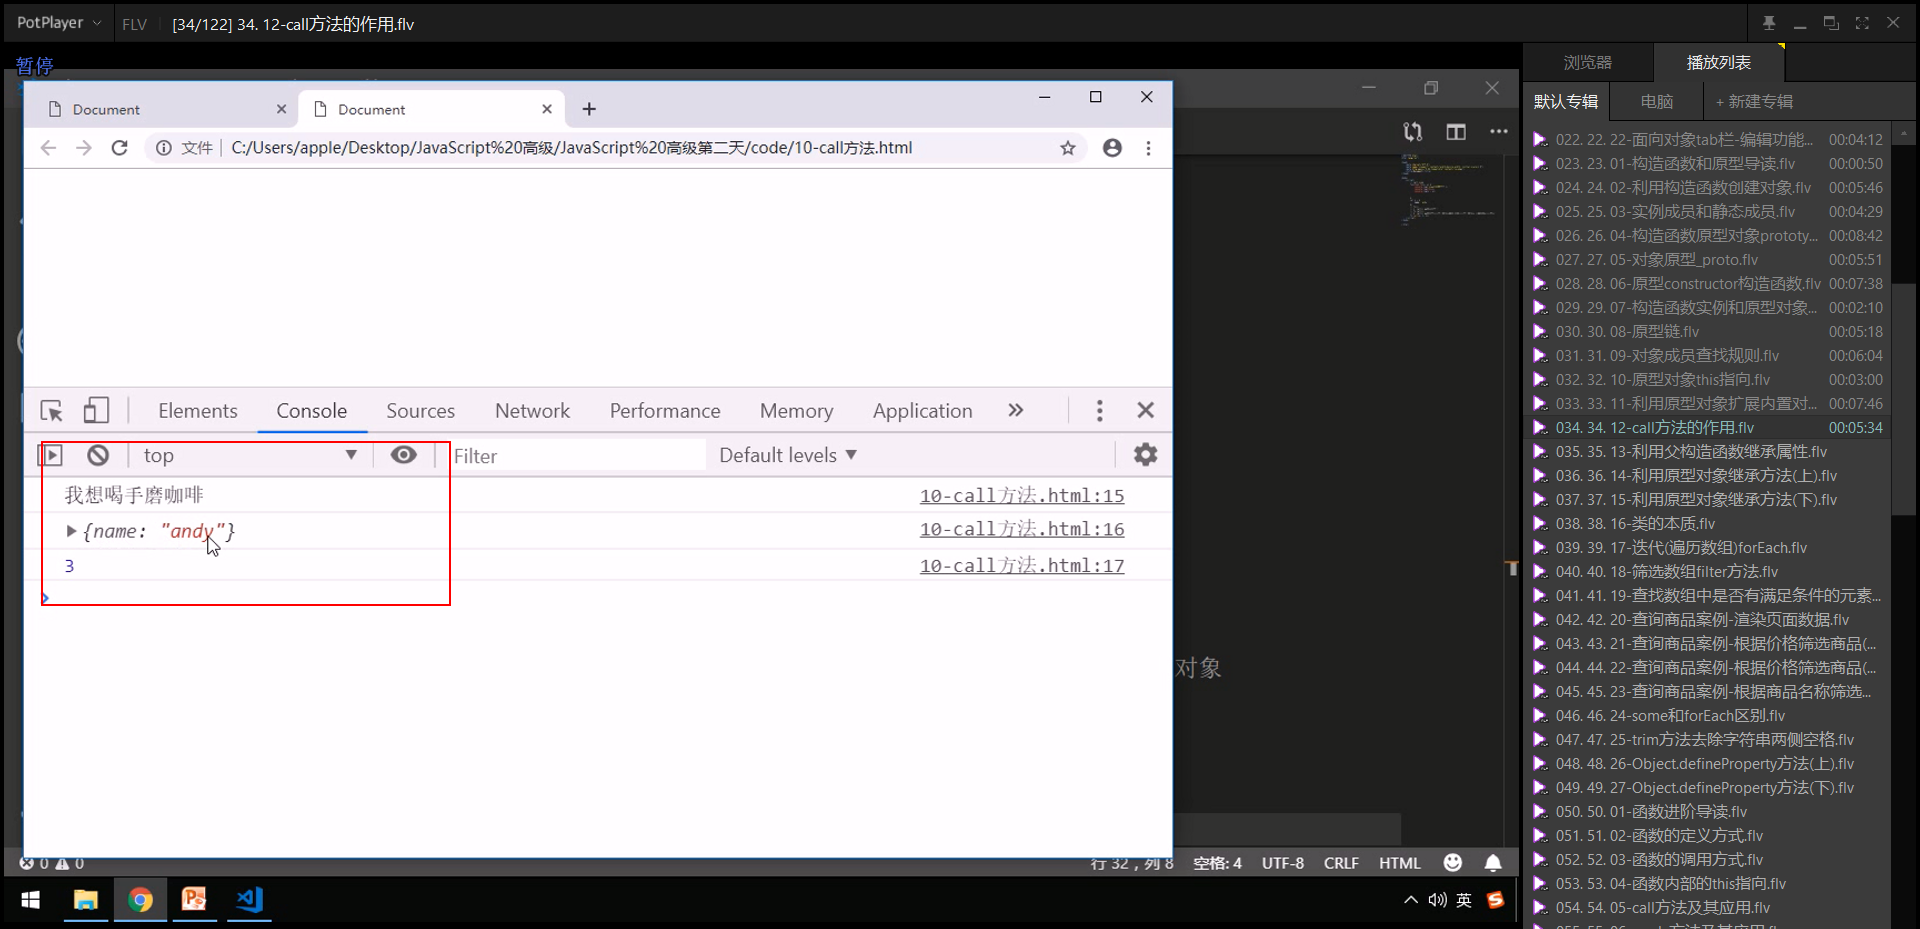 PotPlayer
FLV
[34/122] 34. 12-call方法的作用.flv
暂停
Document
Document
文件
C:/Users/apple/Desktop/JavaScript%20高级/JavaScript%20高级第二天/code/10-call方法.html
Elements
Console
Sources
Network
Performance
Memory
Application
top
Filter
Default levels
我想喝手磨咖啡
10-call方法.html:15
{name: "andy"}
10-call方法.html:16
3
10-call方法.html:17
对象
0
0
行 32，列 8
空格: 4
UTF-8
CRLF
HTML
英
浏览器
播放列表
默认专辑
电脑
+ 新建专辑
022. 22. 22-面向对象tab栏-编辑功能... 00:04:12
023. 23. 01-构造函数和原型导读.flv 00:00:50
024. 24. 02-利用构造函数创建对象.flv 00:05:46
025. 25. 03-实例成员和静态成员.flv 00:04:29
026. 26. 04-构造函数原型对象prototy... 00:08:42
027. 27. 05-对象原型_proto.flv 00:05:51
028. 28. 06-原型constructor构造函数.flv 00:07:38
029. 29. 07-构造函数实例和原型对象... 00:02:10
030. 30. 08-原型链.flv 00:05:18
031. 31. 09-对象成员查找规则.flv 00:06:04
032. 32. 10-原型对象this指向.flv 00:03:00
033. 33. 11-利用原型对象扩展内置对... 00:07:46
034. 34. 12-call方法的作用.flv 00:05:34
035. 35. 13-利用父构造函数继承属性.flv
036. 36. 14-利用原型对象继承方法(上).flv
037. 37. 15-利用原型对象继承方法(下).flv
038. 38. 16-类的本质.flv
039. 39. 17-迭代(遍历数组)forEach.flv
040. 40. 18-筛选数组filter方法.flv
041. 41. 19-查找数组中是否有满足条件的元素...
042. 42. 20-查询商品案例-渲染页面数据.flv
043. 43. 21-查询商品案例-根据价格筛选商品(...
044. 44. 22-查询商品案例-根据价格筛选商品(...
045. 45. 23-查询商品案例-根据商品名称筛选...
046. 46. 24-some和forEach区别.flv
047. 47. 25-trim方法去除字符串两侧空格.flv
048. 48. 26-Object.defineProperty方法(上).flv
049. 49. 27-Object.defineProperty方法(下).flv
050. 50. 01-函数进阶导读.flv
051. 51. 02-函数的定义方式.flv
052. 52. 03-函数的调用方式.flv
053. 53. 04-函数内部的this指向.flv
054. 54. 05-call方法及其应用.flv